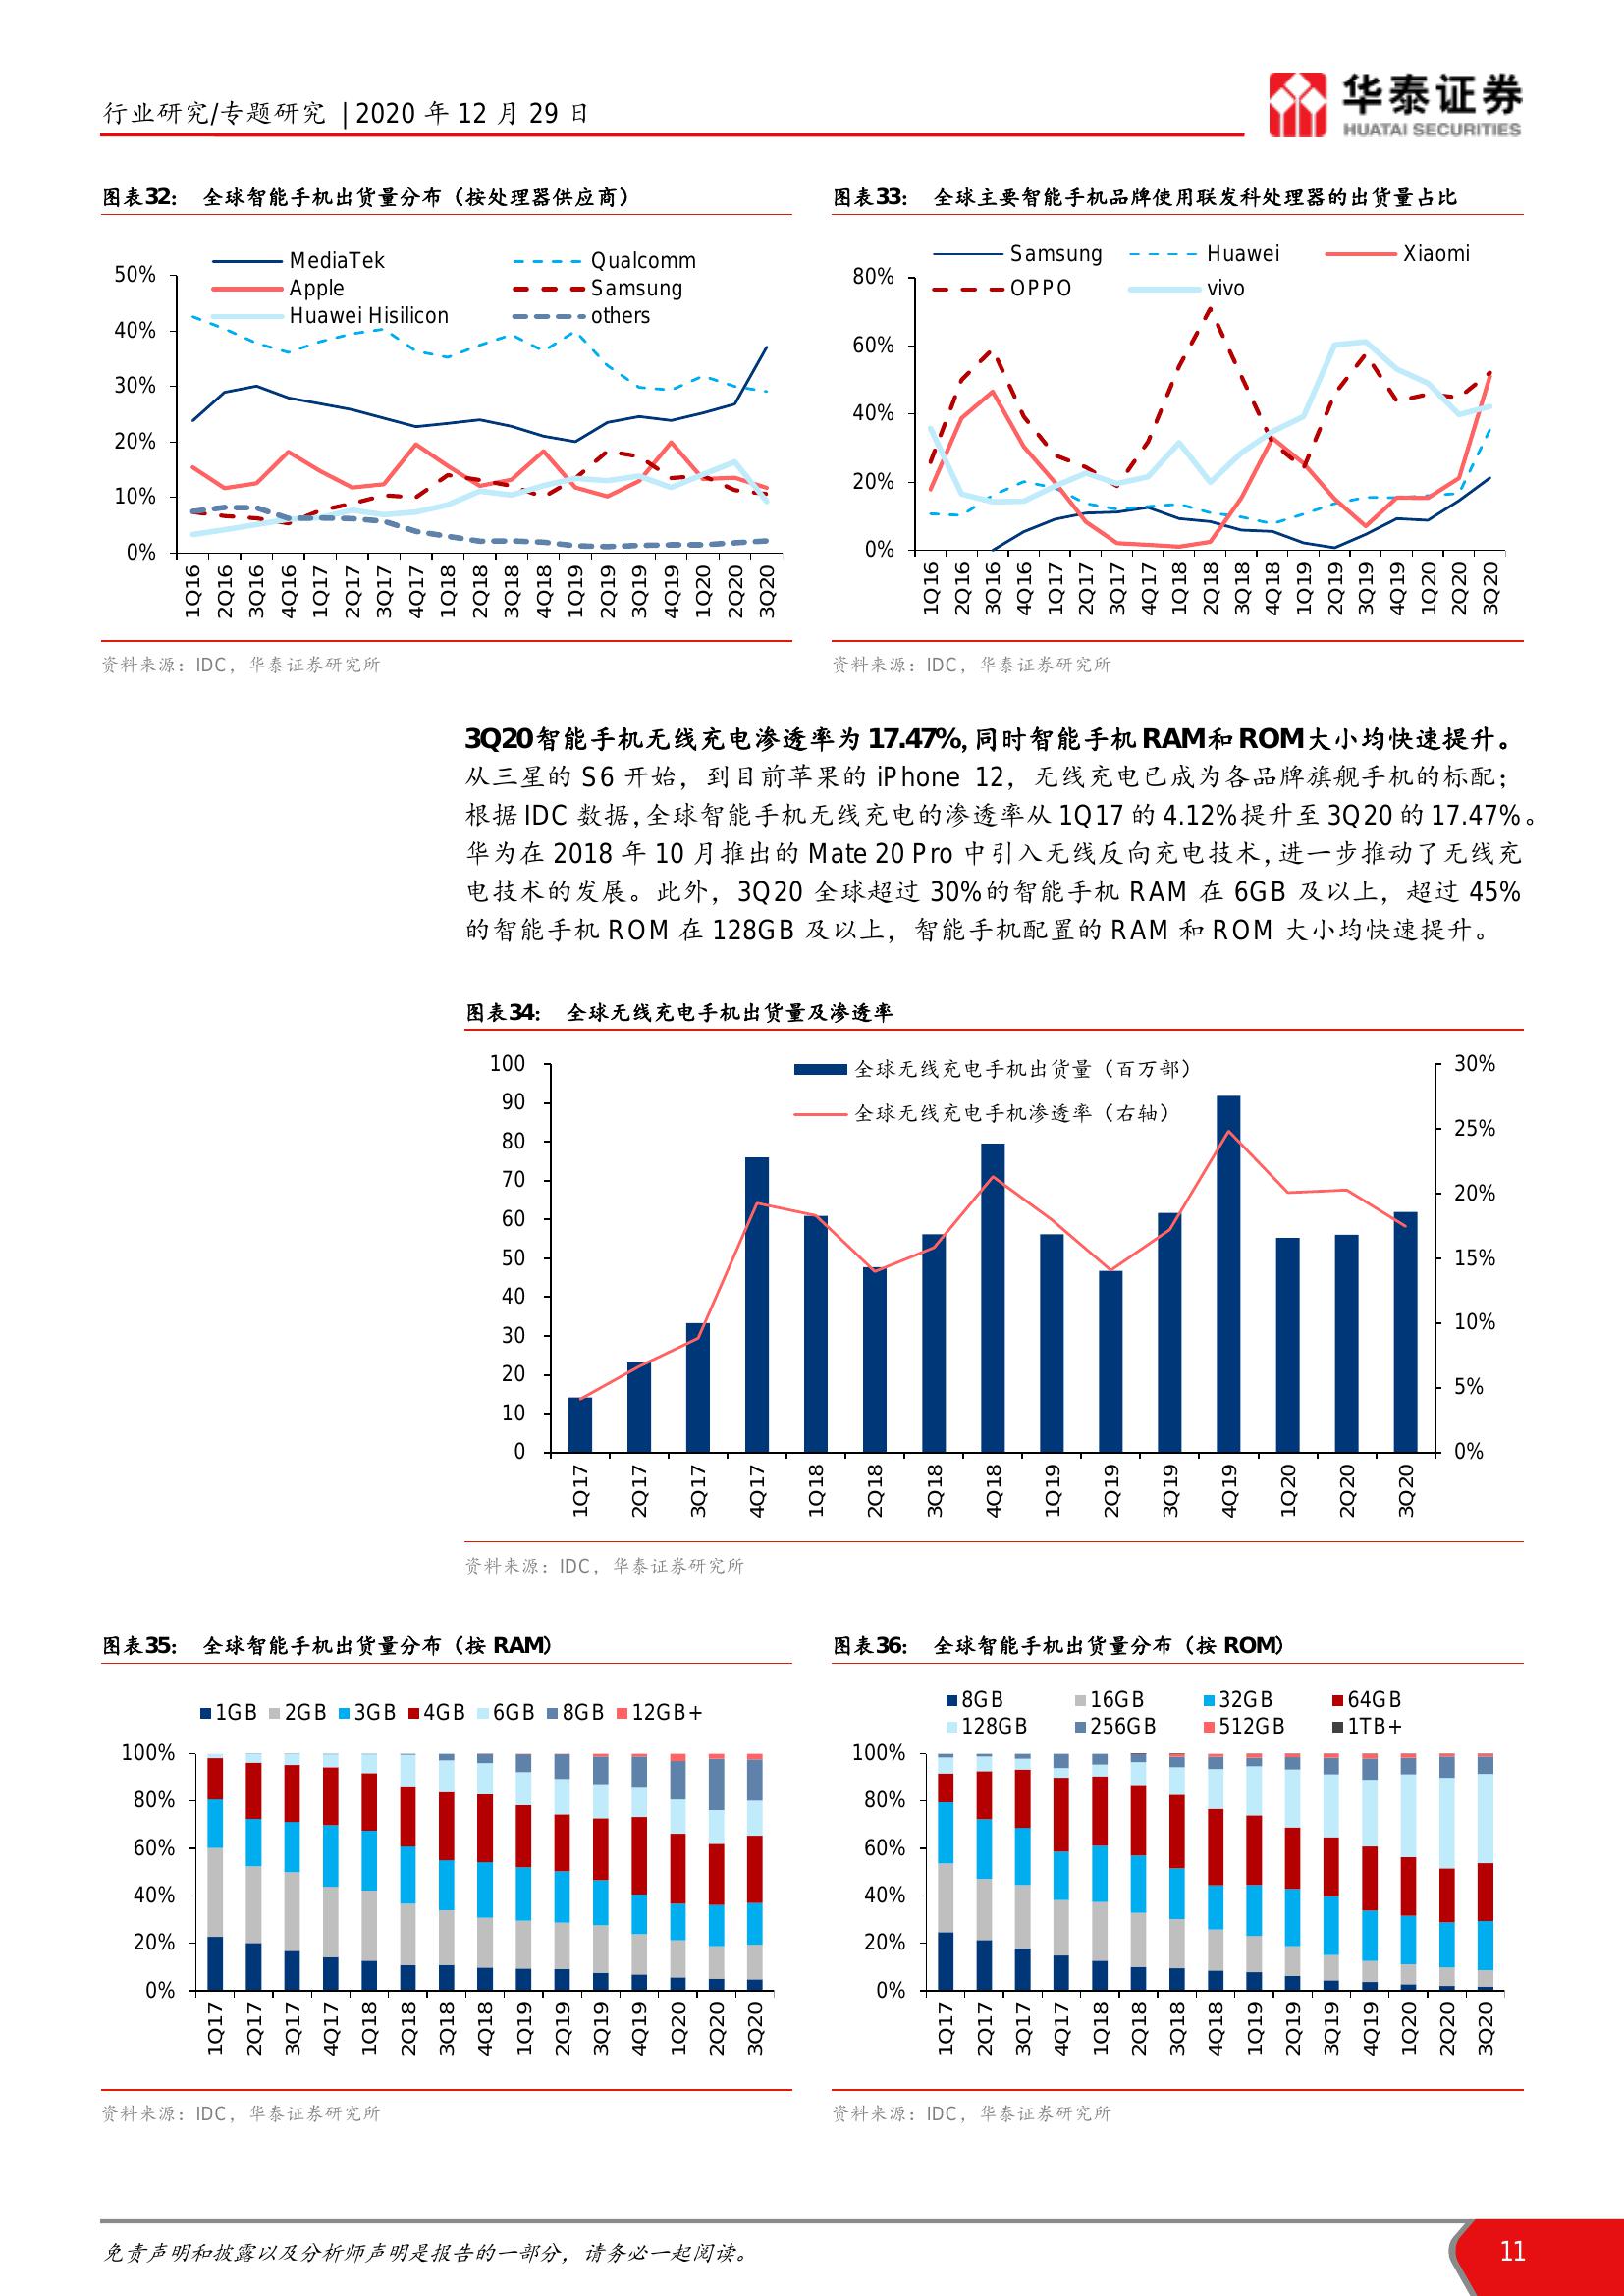 行业研究/专题研究 | 2020 年 12 月 29 日
华泰证券
HUATAI SECURITIES
图表32: 全球智能手机出货量分布（按处理器供应商）
MediaTek Qualcomm
Apple Samsung
Huawei Hisilicon others
50%
40%
30%
20%
10%
0%
1Q16 2Q16 3Q16 4Q16 1Q17 2Q17 3Q17 4Q17 1Q18 2Q18 3Q18 4Q18 1Q19 2Q19 3Q19 4Q19 1Q20 2Q20 3Q20
资料来源：IDC，华泰证券研究所
图表33: 全球主要智能手机品牌使用联发科处理器的出货量占比
Samsung Huawei Xiaomi
OPPO vivo
80%
60%
40%
20%
0%
1Q16 2Q16 3Q16 4Q16 1Q17 2Q17 3Q17 4Q17 1Q18 2Q18 3Q18 4Q18 1Q19 2Q19 3Q19 4Q19 1Q20 2Q20 3Q20
资料来源：IDC，华泰证券研究所
3Q20智能手机无线充电渗透率为 17.47%,同时智能手机 RAM和 ROM大小均快速提升。
从三星的 S6 开始，到目前苹果的 iPhone 12，无线充电已成为各品牌旗舰手机的标配；
根据 IDC 数据,全球智能手机无线充电的渗透率从 1Q17 的 4.12%提升至 3Q20 的 17.47%。
华为在 2018 年 10 月推出的 Mate 20 Pro 中引入无线反向充电技术,进一步推动了无线充
电技术的发展。此外，3Q20 全球超过 30%的智能手机 RAM 在 6GB 及以上，超过 45%
的智能手机 ROM 在 128GB 及以上，智能手机配置的 RAM 和 ROM 大小均快速提升。
图表34: 全球无线充电手机出货量及渗透率
全球无线充电手机出货量（百万部）
全球无线充电手机渗透率（右轴）
100
90
80
70
60
50
40
30
20
10
0
30%
25%
20%
15%
10%
5%
0%
1Q17 2Q17 3Q17 4Q17 1Q18 2Q18 3Q18 4Q18 1Q19 2Q19 3Q19 4Q19 1Q20 2Q20 3Q20
资料来源：IDC，华泰证券研究所
图表35: 全球智能手机出货量分布（按 RAM）
1GB 2GB 3GB 4GB 6GB 8GB 12GB+
100%
80%
60%
40%
20%
0%
1Q17 2Q17 3Q17 4Q17 1Q18 2Q18 3Q18 4Q18 1Q19 2Q19 3Q19 4Q19 1Q20 2Q20 3Q20
资料来源：IDC，华泰证券研究所
图表36: 全球智能手机出货量分布（按 ROM）
8GB 16GB 32GB 64GB
128GB 256GB 512GB 1TB+
100%
80%
60%
40%
20%
0%
1Q17 2Q17 3Q17 4Q17 1Q18 2Q18 3Q18 4Q18 1Q19 2Q19 3Q19 4Q19 1Q20 2Q20 3Q20
资料来源：IDC，华泰证券研究所
免责声明和披露以及分析师声明是报告的一部分，请务必一起阅读。
11